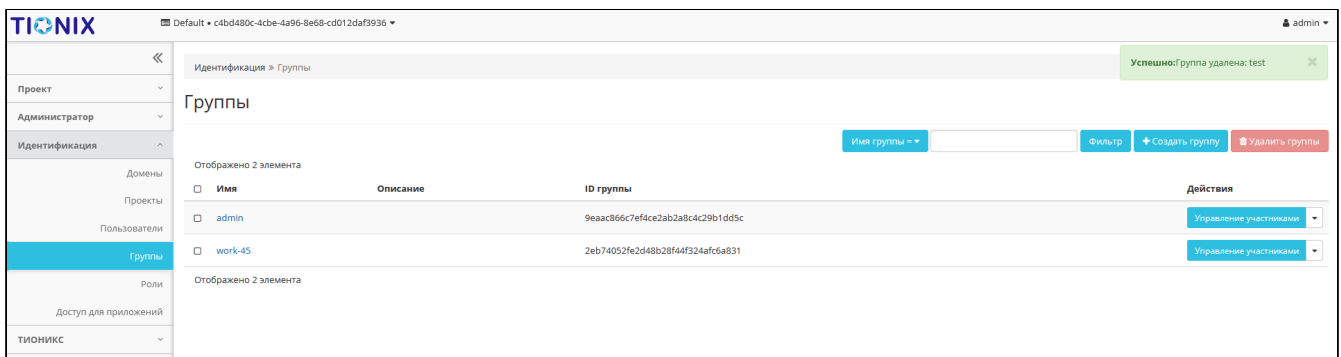 TIONIX
Default • c4bd480c-4cbe-4a96-8e68-cd012daf3936
admin
Идентификация » Группы
Успешно:Группа удалена: test
Проект
Группы
Администратор
Идентификация
Имя группы =
Фильтр
Создать группу
Удалить группы
Отображено 2 элемента
Домены
Имя Описание ID группы Действия
Проекты
admin 9eaac866c7ef4ce2ab2a8c4c29b1dd5c Управление участниками
Пользователи
work-45 2eb74052fe2d48b28f44f324afc6a831 Управление участниками
Группы
Отображено 2 элемента
Роли
Доступ для приложений
ТИОНИКС